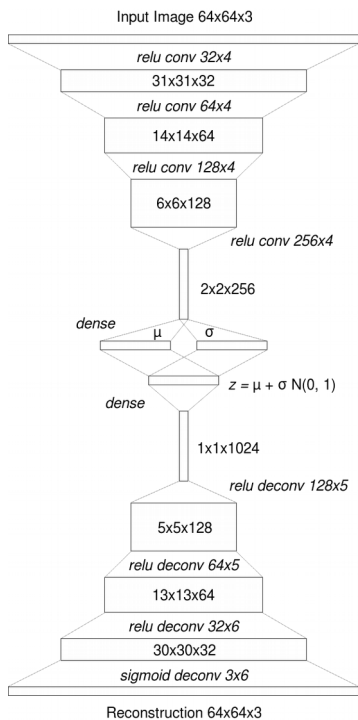 Input Image 64x64x3
relu conv 32x4
31x31x32
relu conv 64x4
14x14x64
relu conv 128x4
6x6x128
relu conv 256x4
2x2x256
dense
μ
σ
z = μ + σ N(0, 1)
dense
1x1x1024
relu deconv 128x5
5x5x128
relu deconv 64x5
13x13x64
relu deconv 32x6
30x30x32
sigmoid deconv 3x6
Reconstruction 64x64x3